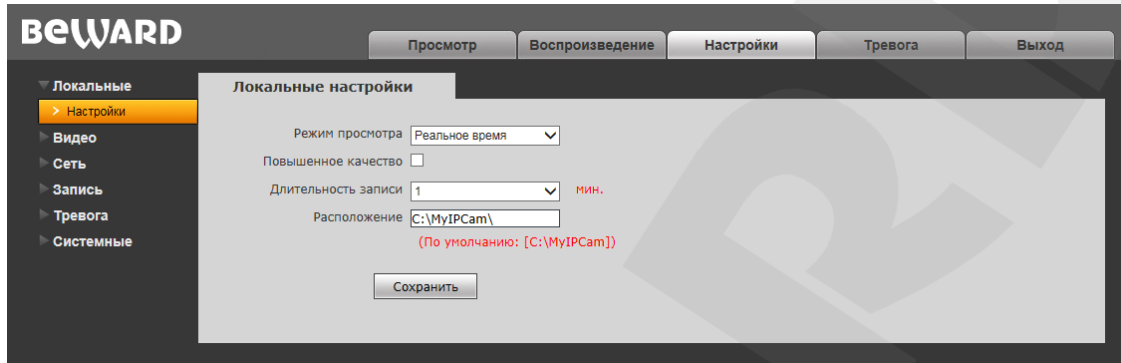 BEWARD
Просмотр Воспроизведение Настройки Тревога Выход
Локальные
> Настройки
Видео
Сеть
Запись
Тревога
Системные
Локальные настройки
Режим просмотра Реальное время
Повышенное качество
Длительность записи 1 мин.
Расположение C:\MyIPCam\
(По умолчанию: [C:\MyIPCam])
Сохранить